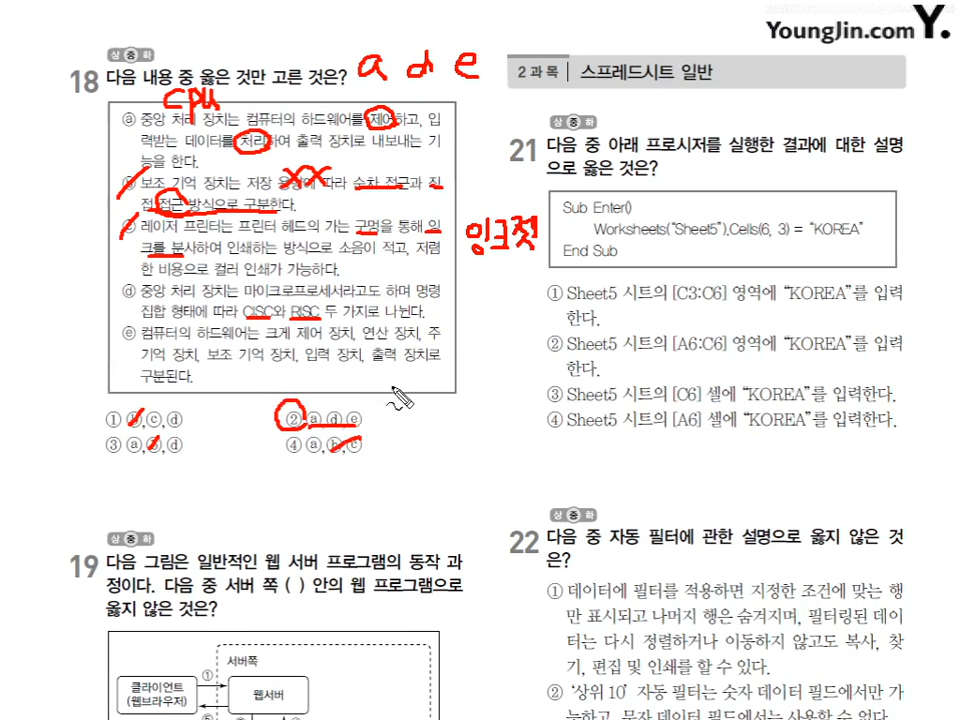 YoungJin.com Y.
상 중 하
18 다음 내용 중 옳은 것만 고른 것은? a d e
cpu
ⓐ 중앙 처리 장치는 컴퓨터의 하드웨어를 제어하고, 입
력받는 데이터를 처리하여 출력 장치로 내보내는 기
능을 한다.
ⓑ 보조 기억 장치는 저장 용량에 따라 순차 접근과 직
접 접근 방식으로 구분한다.
ⓒ 레이저 프린터는 프린터 헤드의 가는 구멍을 통해 잉
크를 분사하여 인쇄하는 방식으로 소음이 적고, 저렴
한 비용으로 컬러 인쇄가 가능하다.
잉크젯
ⓓ 중앙 처리 장치는 마이크로프로세서라고도 하며 명령
집합 형태에 따라 CISC와 RISC 두 가지로 나뉜다.
ⓔ 컴퓨터의 하드웨어는 크게 제어 장치, 연산 장치, 주
기억 장치, 보조 기억 장치, 입력 장치, 출력 장치로
구분된다.
① ⓑ,ⓒ,ⓓ ② ⓐ,ⓓ,ⓔ
③ ⓐ,ⓑ,ⓓ ④ ⓐ,ⓑ,ⓒ
상 중 하
19 다음 그림은 일반적인 웹 서버 프로그램의 동작 과
정이다. 다음 중 서버 쪽 ( ) 안의 웹 프로그램으로
옳지 않은 것은?
서버쪽
클라이언트
(웹브라우저)
①
웹서버
2과목 스프레드시트 일반
상 중 하
21 다음 중 아래 프로시저를 실행한 결과에 대한 설명
으로 옳은 것은?
Sub Enter()
Worksheets("Sheet5").Cells(6, 3) = "KOREA"
End Sub
① Sheet5 시트의 [C3:C6] 영역에 “KOREA”를 입력
한다.
② Sheet5 시트의 [A6:C6] 영역에 “KOREA”를 입력
한다.
③ Sheet5 시트의 [C6] 셀에 “KOREA”를 입력한다.
④ Sheet5 시트의 [A6] 셀에 “KOREA”를 입력한다.
상 중 하
22 다음 중 자동 필터에 관한 설명으로 옳지 않은 것
은?
① 데이터에 필터를 적용하면 지정한 조건에 맞는 행
만 표시되고 나머지 행은 숨겨지며, 필터링된 데이
터는 다시 정렬하거나 이동하지 않고도 복사, 찾
기, 편집 및 인쇄를 할 수 있다.
② ‘상위 10’ 자동 필터는 숫자 데이터 필드에서만 가
능하고, 문자 데이터 필드에서는 사용할 수 없다.